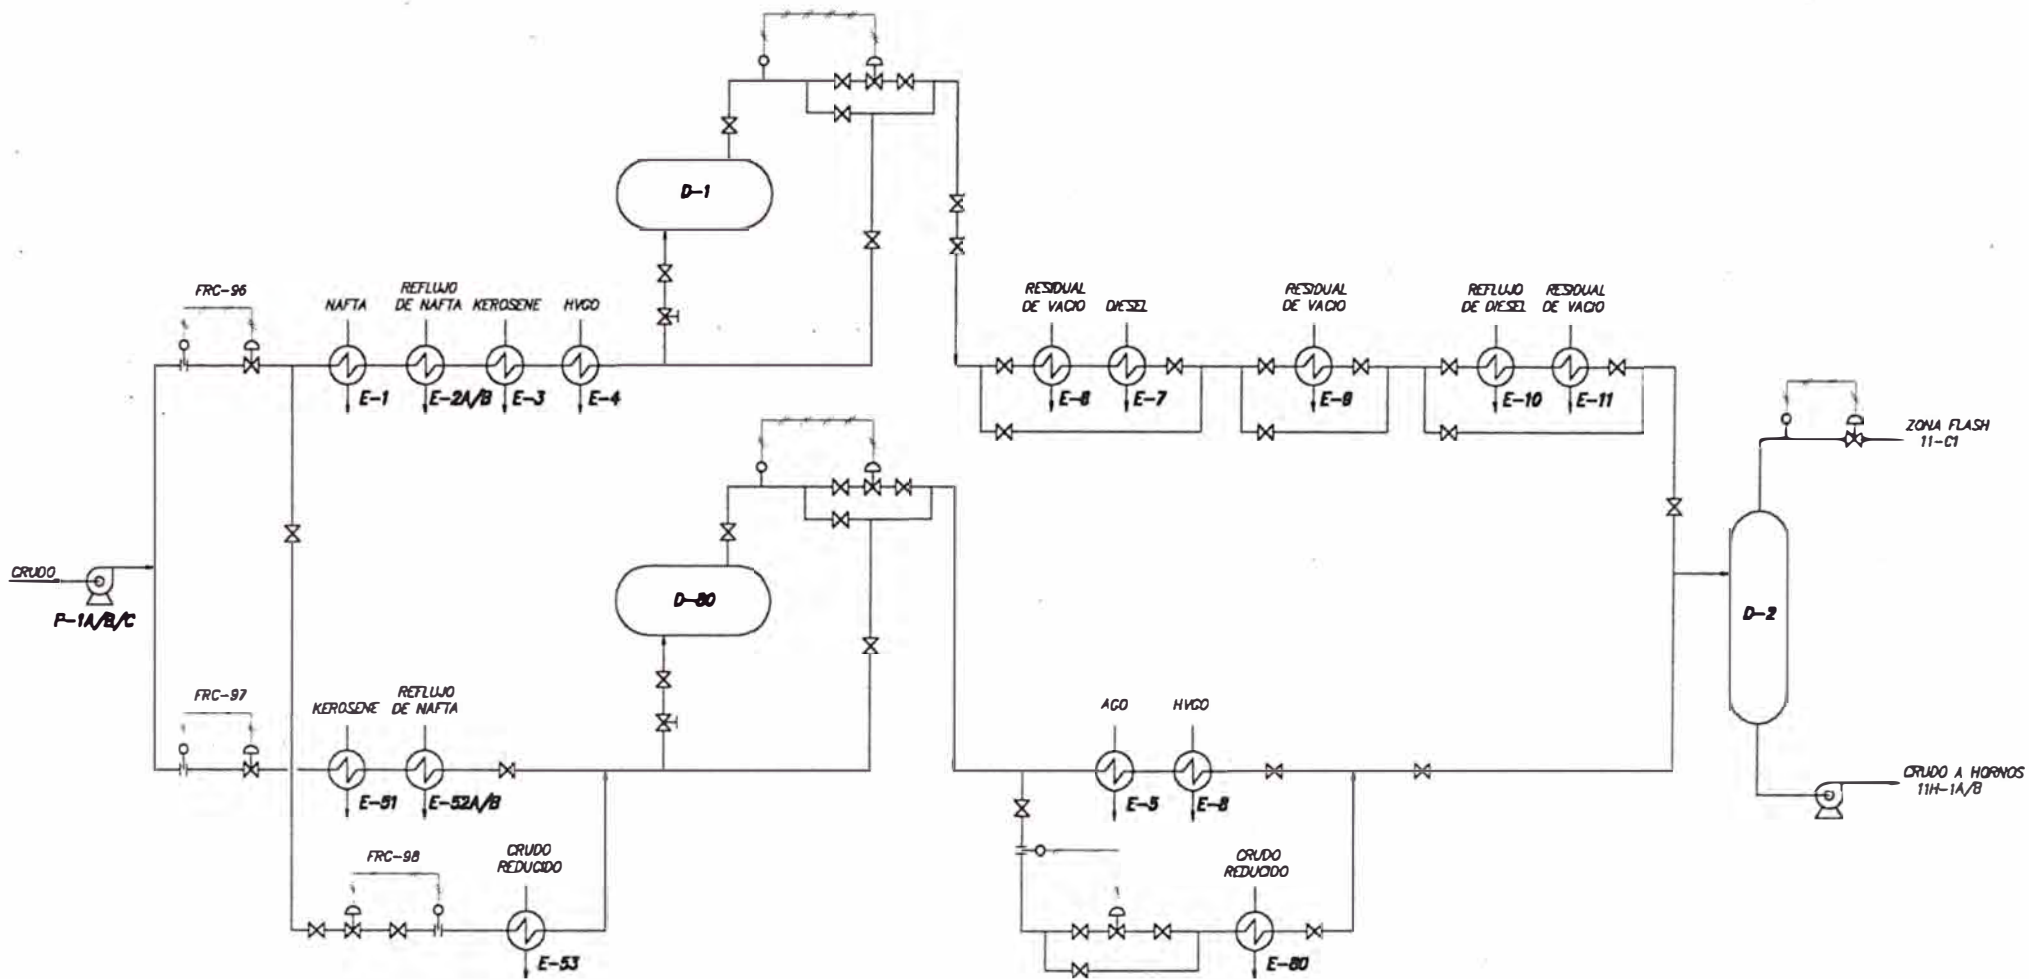 FRC-96
NAFTA
REFLUJO
DE NAFTA
KEROSENE
HVGO
E-1
E-2A/B
E-3
E-4
D-1
RESIDUAL
DE VACIO
DIESEL
RESIDUAL
DE VACIO
REFLUJO
DE DIESEL
RESIDUAL
DE VACIO
E-6
E-7
E-9
E-10
E-11
ZONA FLASH
11-C1
CRUDO
P-1A/B/C
D-80
D-2
FRC-97
KEROSENE
REFLUJO
DE NAFTA
E-51
E-52A/B
AGO
HVGO
E-5
E-8
CRUDO A HORNOS
11H-1A/B
FRC-98
CRUDO
REDUCIDO
E-53
CRUDO
REDUCIDO
E-80